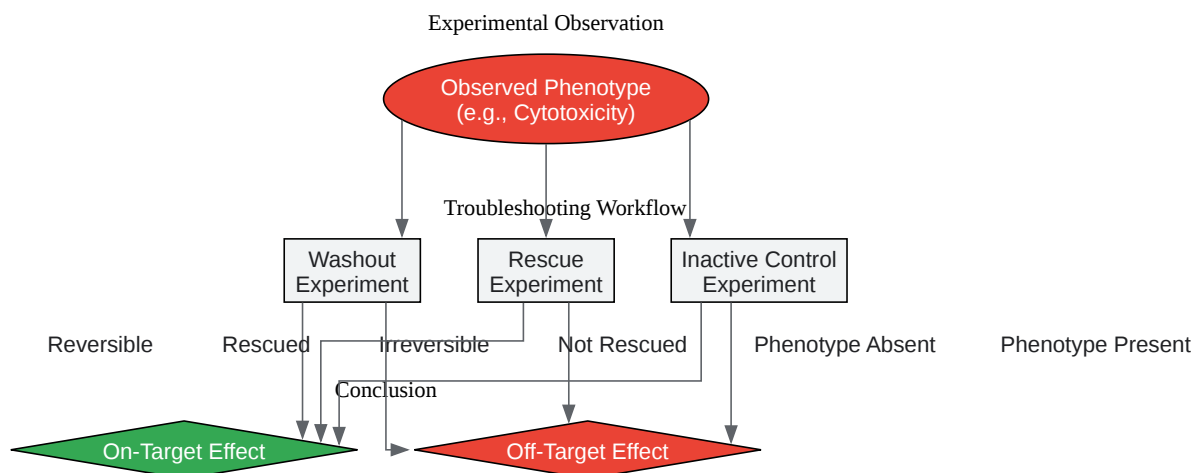 Experimental Observation
Observed Phenotype
(e.g., Cytotoxicity)
Troubleshooting Workflow
Washout
Experiment
Rescue
Experiment
Inactive Control
Experiment
Reversible
Rescued
Irreversible
Not Rescued
Phenotype Absent
Phenotype Present
Conclusion
On-Target Effect
Off-Target Effect